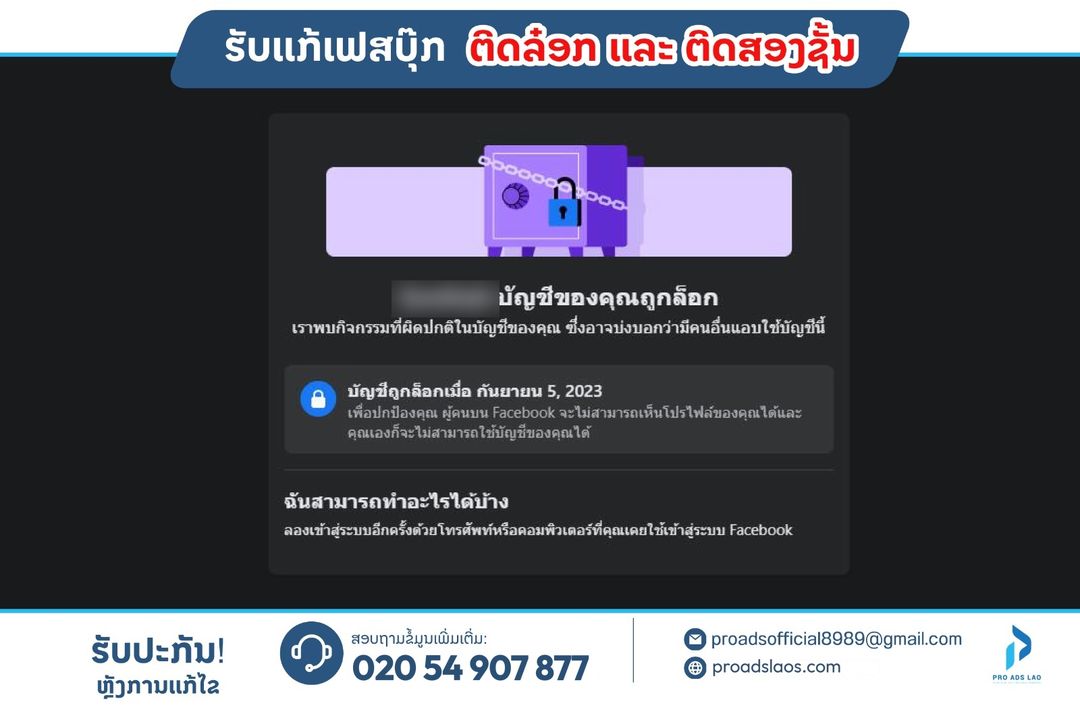 ຮັບແກ້ເຟສບຸ໊ກ ຕິດລ໋ອກ ແລະ ຕິດສອງຊັ້ນ
บัญชีของคุณถูกล็อก
เราพบกิจกรรมที่ผิดปกติในบัญชีของคุณ ซึ่งอาจบ่งบอกว่ามีคนอื่นแอบใช้บัญชีนี้
บัญชีถูกล็อกเมื่อ กันยายน 5, 2023
เพื่อปกป้องคุณ ผู้คนบน Facebook จะไม่สามารถเห็นโปรไฟล์ของคุณได้และ
คุณเองก็จะไม่สามารถใช้บัญชีของคุณได้
ฉันสามารถทำอะไรได้บ้าง
ลองเข้าสู่ระบบอีกครั้งด้วยโทรศัพท์หรือคอมพิวเตอร์ที่คุณเคยใช้เข้าสู่ระบบ Facebook
ຮັບປະກັນ!
ຫຼັງການແກ້ໄຂ
ສອບຖາມຂໍ້ມູນເພີ່ມເຕີ່ມ:
020 54 907 877
proadsofficial8989@gmail.com
proadslaos.com
PRO ADS LAO